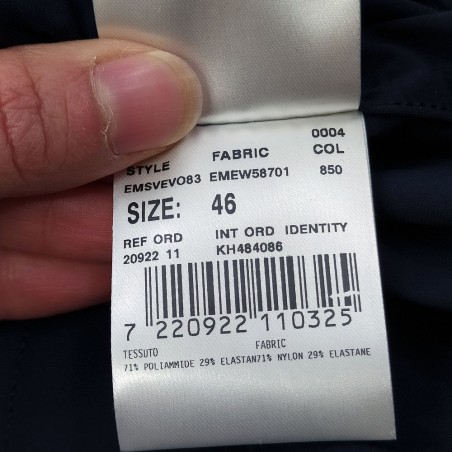 0004
STYLE FABRIC COL
EMSVEVO83 EMEW58701 850
SIZE: 46
REF ORD INT ORD IDENTITY
20922 11 KH484086
7 220922 110325
TESSUTO FABRIC
71% POLIAMMIDE 29% ELASTAN71% NYLON 29% ELASTANE